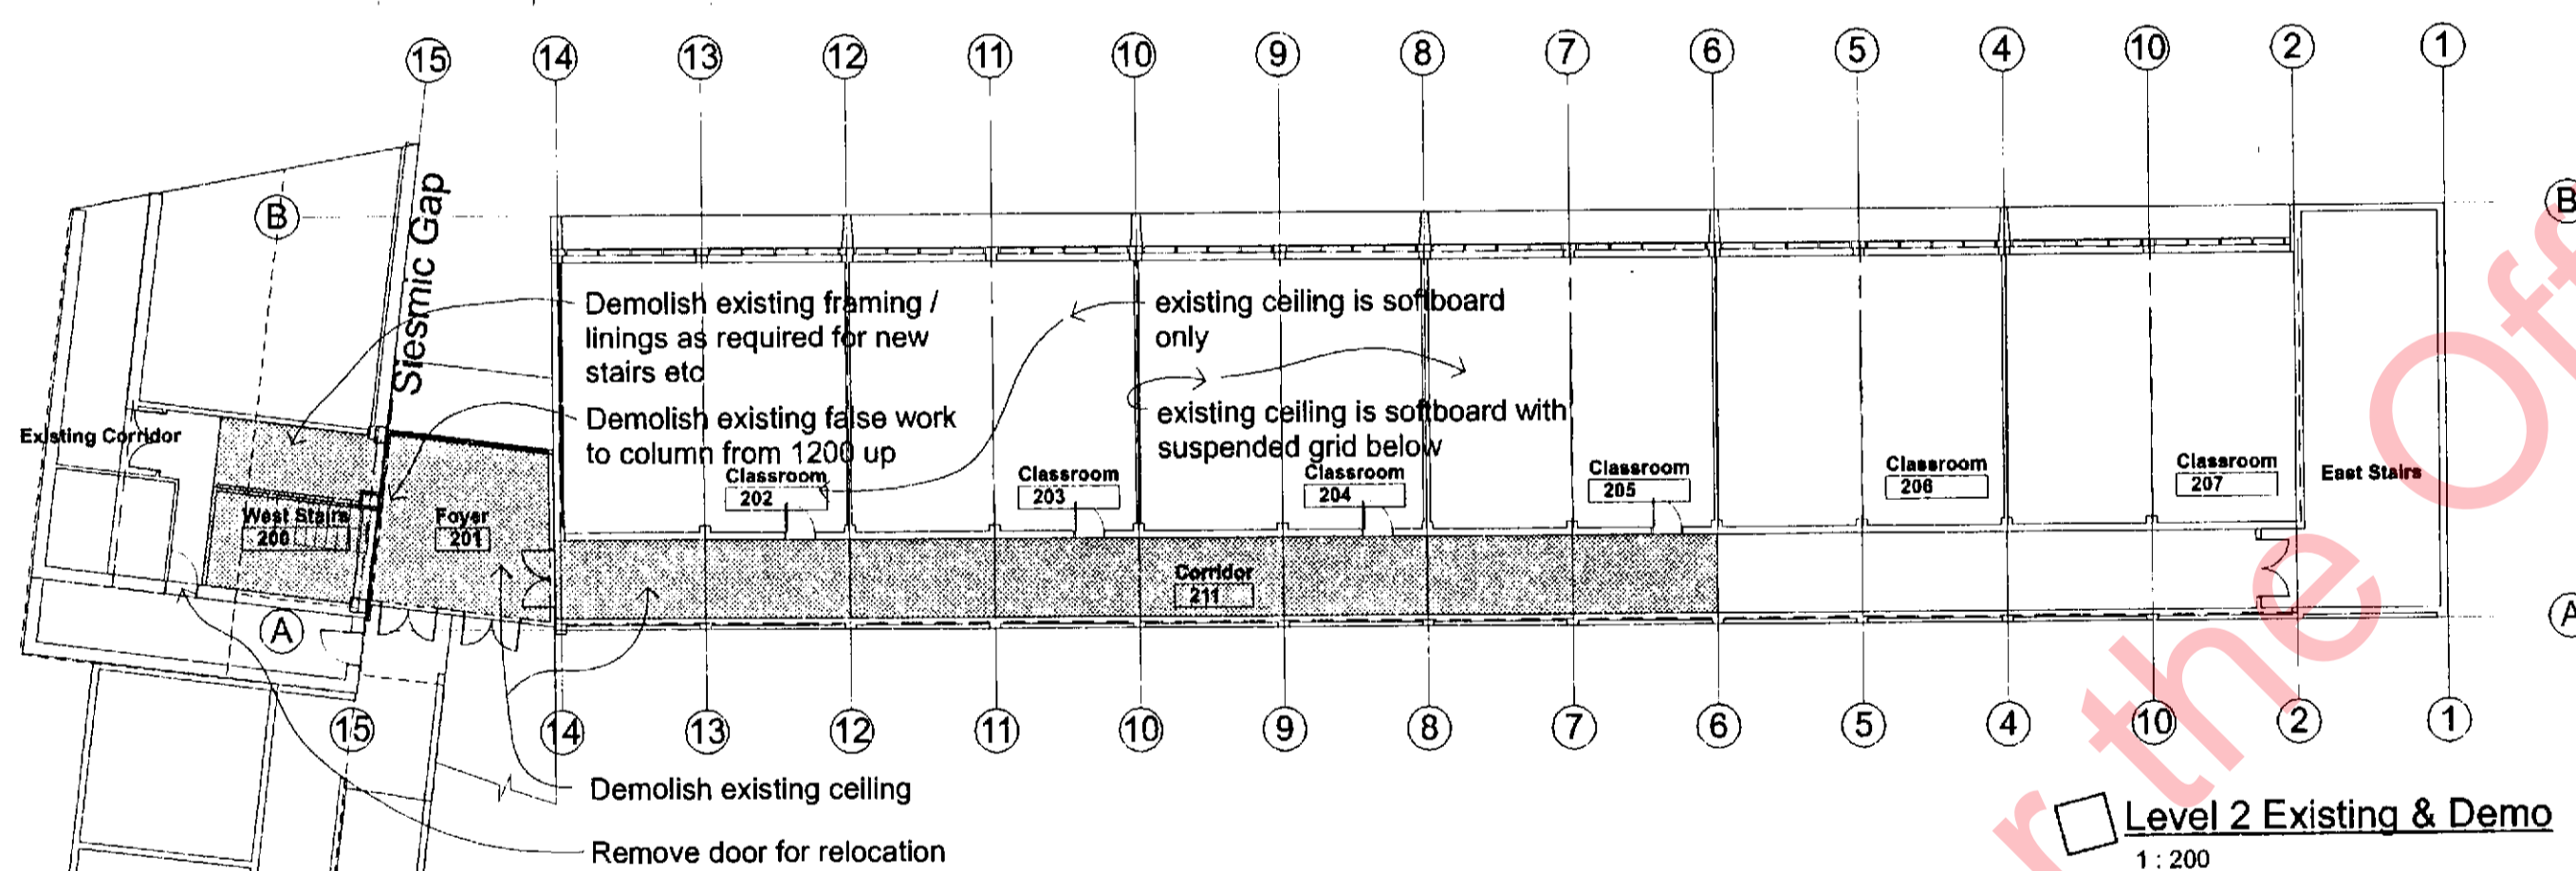 15 14 13 12 11 10 9 8 7 6 5 4 10 2 1
B
B
Siesmic Gap
Demolish existing framing /
linings as required for new
stairs etc
Demolish existing false work
to column from 1200 up
existing ceiling is softboard
only
existing ceiling is softboard with
suspended grid below
Existing Corridor
West Stairs
200
Foyer
201
Classroom
202
Classroom
203
Classroom
204
Classroom
205
Classroom
206
Classroom
207
East Stairs
Corridor
211
A
A
15 14 13 12 11 10 9 8 7 6 5 4 10 2 1
Demolish existing ceiling
Remove door for relocation
Level 2 Existing & Demo
1 : 200
r the Off